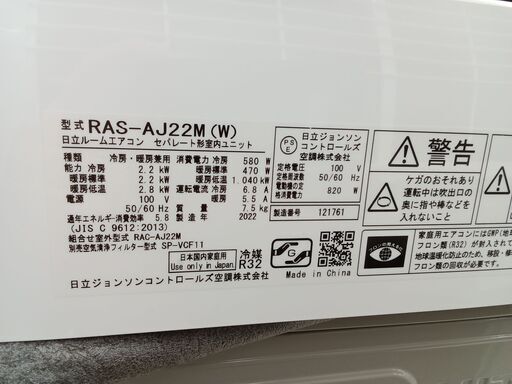 型式 RAS-AJ22M (W)
日立ルームエアコン セパレート形室内ユニット
種類 冷房・暖房兼用 消費電力 冷房 580 W
能力 冷房 2.2 kW 暖房標準 470 W
暖房標準 2.2 kW 暖房低温 1 040 kW
暖房低温 2.8 kW 運転電流 冷房 6.8 A
電源 100 V 暖房 5.5 A
50/60 Hz 質量 7.5 kg
通年エネルギー消費効率 5.8 2022
(JIS C 9612:2013)
組合せ室外型式 RAC-AJ22M
別売空気清浄フィルター型式 SP-VCF11
日本国内家庭用
Use only in Japan
冷媒
R32
日立ジョンソンコントロールズ空調株式会社
PS
E
日立ジョンソン
コントロールズ
空調株式会社
定格電圧 100 V
定格周波数 50/60 Hz
電動機の
定格消費電力 820 W
製造番号 121761
Made in China
警告
ケガのおそれあり
運転中は吹出口の
奥に指や棒などを
入れないでください
家庭用エアコンにはGWP(地球
フロン類(R32)が封入されて
地球温暖化防止のため、移設・修
フロン類の回収が必要です。